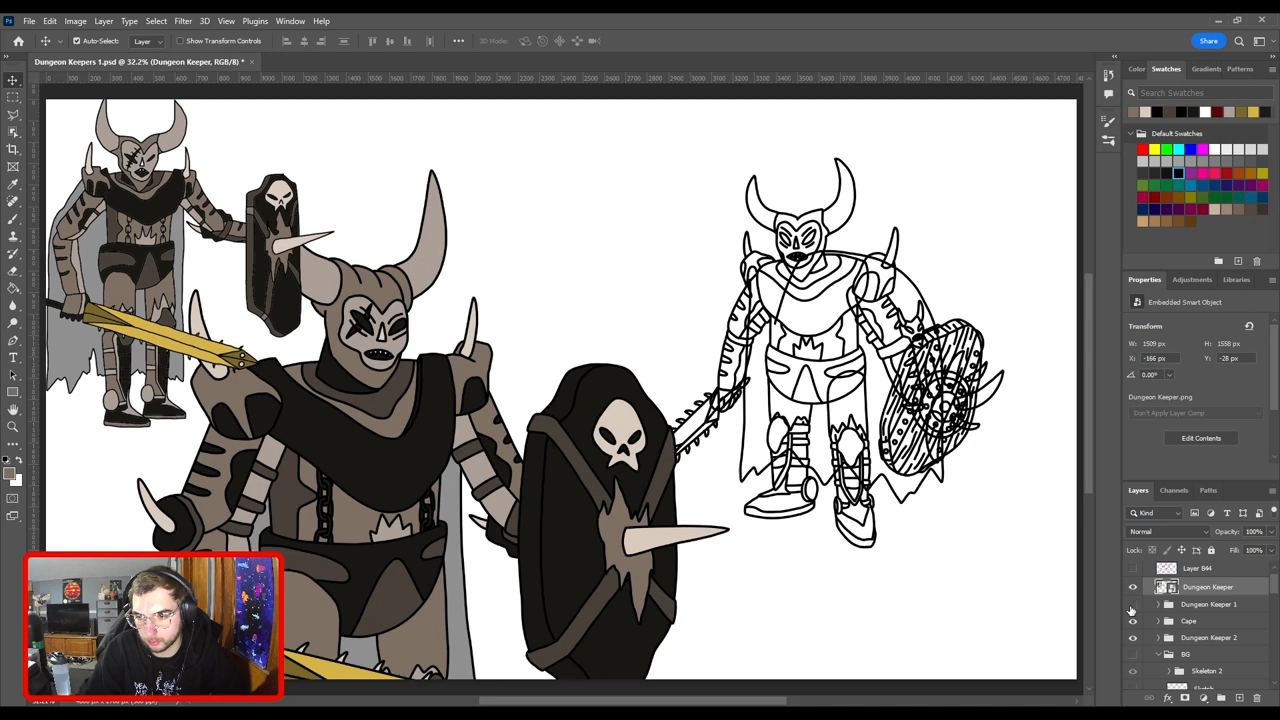 Ps File Edit Image Layer Type Select Filter 3D View Plugins Window Help
Auto-Select: Layer Show Transform Controls 3D Mode: Share
Dungeon Keepers 1.psd @ 32.2% (Dungeon Keeper, RGB/8) *
Color Swatches Gradients Patterns
Search Swatches
Default Swatches
Properties Adjustments Libraries
Embedded Smart Object
Transform
W: 1509 px H: 1558 px
X: -166 px Y: -28 px
0.00°
Dungeon Keeper.png
Don't Apply Layer Comp
Edit Contents
Layers Channels Paths
Kind
Normal Opacity: 100%
Lock: Fill: 100%
Layer 844
Dungeon Keeper
Dungeon Keeper 1
Cape
Dungeon Keeper 2
BG
Skeleton 2